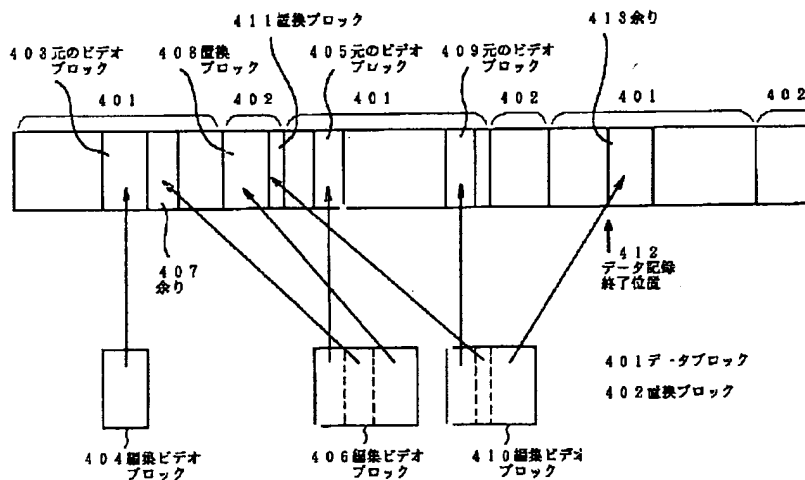 411置換ブロック
413余り
403元のビデオ
ブロック
408置換
ブロック
405元のビデオ
ブロック
409元のビデオ
ブロック
401
402
401
402
401
402
407
余り
412
データ記録
終了位置
401データブロック
402置換ブロック
404編集ビデオ
ブロック
406編集ビデオ
ブロック
410編集ビデオ
ブロック